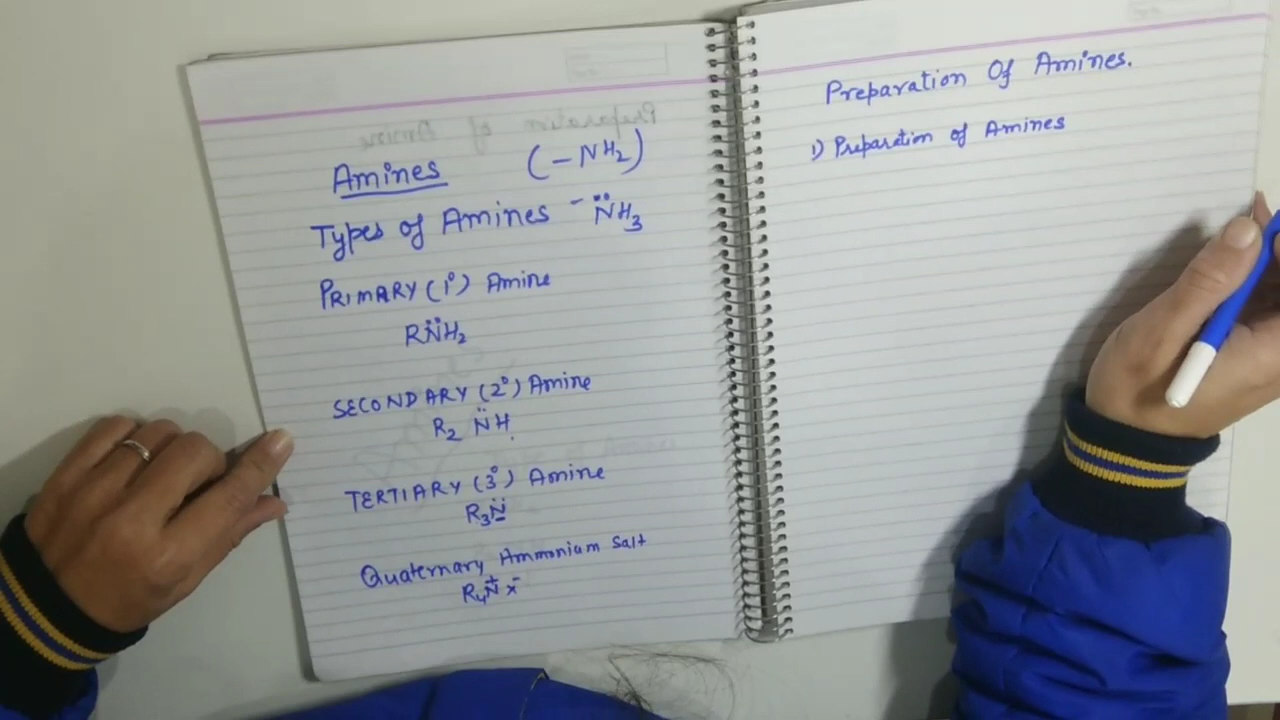 Amines (-NH₂)
Types of Amines - N̈H₃
PRIMARY (1°) Amine
RN̈H₂
SECONDARY (2°) Amine
R₂ N̈H
TERTIARY (3°) Amine
R₃N̈
Quaternary Ammonium Salt
R₄N⁺X⁻
Preparation Of Amines.
1) Preparation of Amines